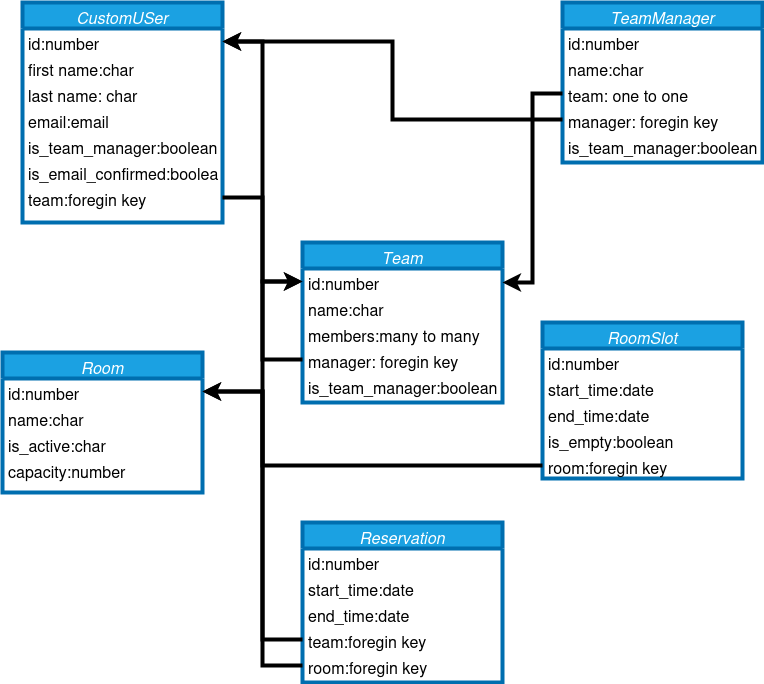 CustomUSer
id:number
first name:char
last name: char
email:email
is_team_manager:boolean
is_email_confirmed:boolea
team:foregin key
TeamManager
id:number
name:char
team: one to one
manager: foregin key
is_team_manager:boolean
Team
id:number
name:char
members:many to many
manager: foregin key
is_team_manager:boolean
RoomSlot
id:number
start_time:date
end_time:date
is_empty:boolean
room:foregin key
Room
id:number
name:char
is_active:char
capacity:number
Reservation
id:number
start_time:date
end_time:date
team:foregin key
room:foregin key